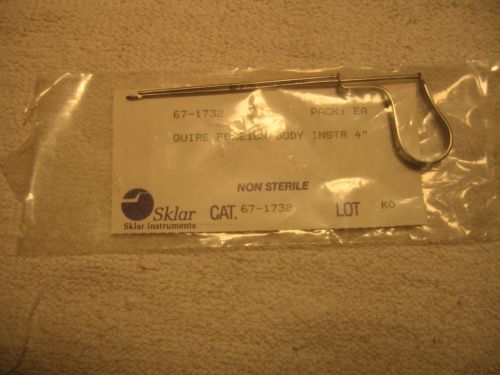 67-1732 PACK: EA
QUIRE FOREIGN BODY INSTR 4"
NON STERILE
Sklar CAT. 67-1732 LOT KO
Sklar Instruments